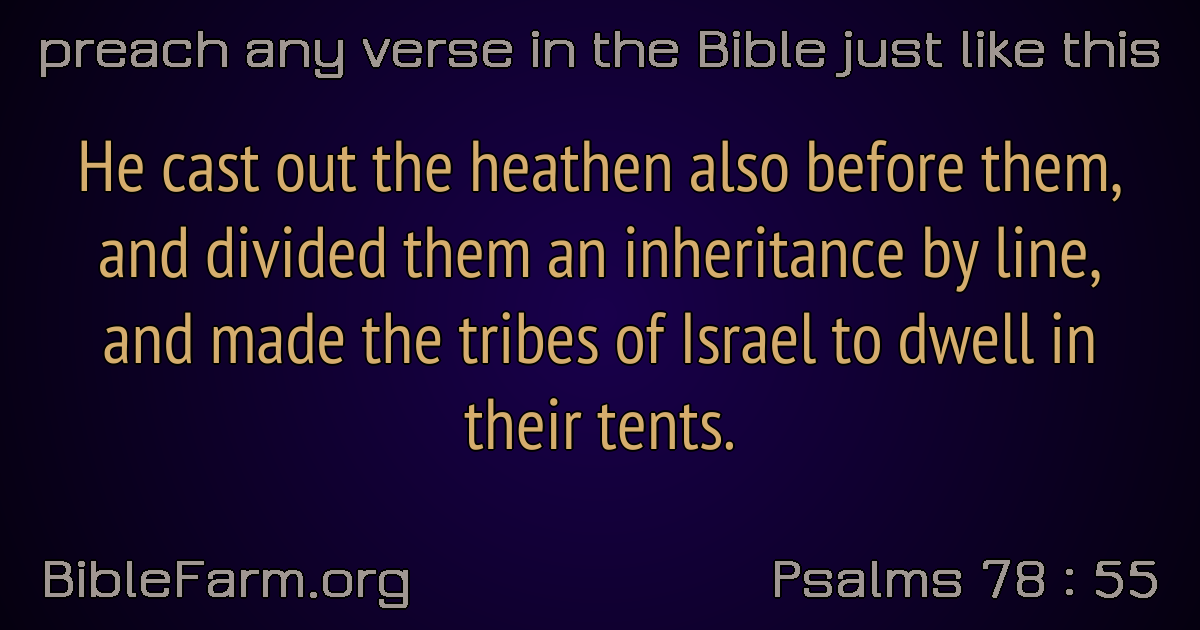 preach any verse in the Bible just like this
He cast out the heathen also before them,
and divided them an inheritance by line,
and made the tribes of Israel to dwell in
their tents.
BibleFarm.org
Psalms 78 : 55